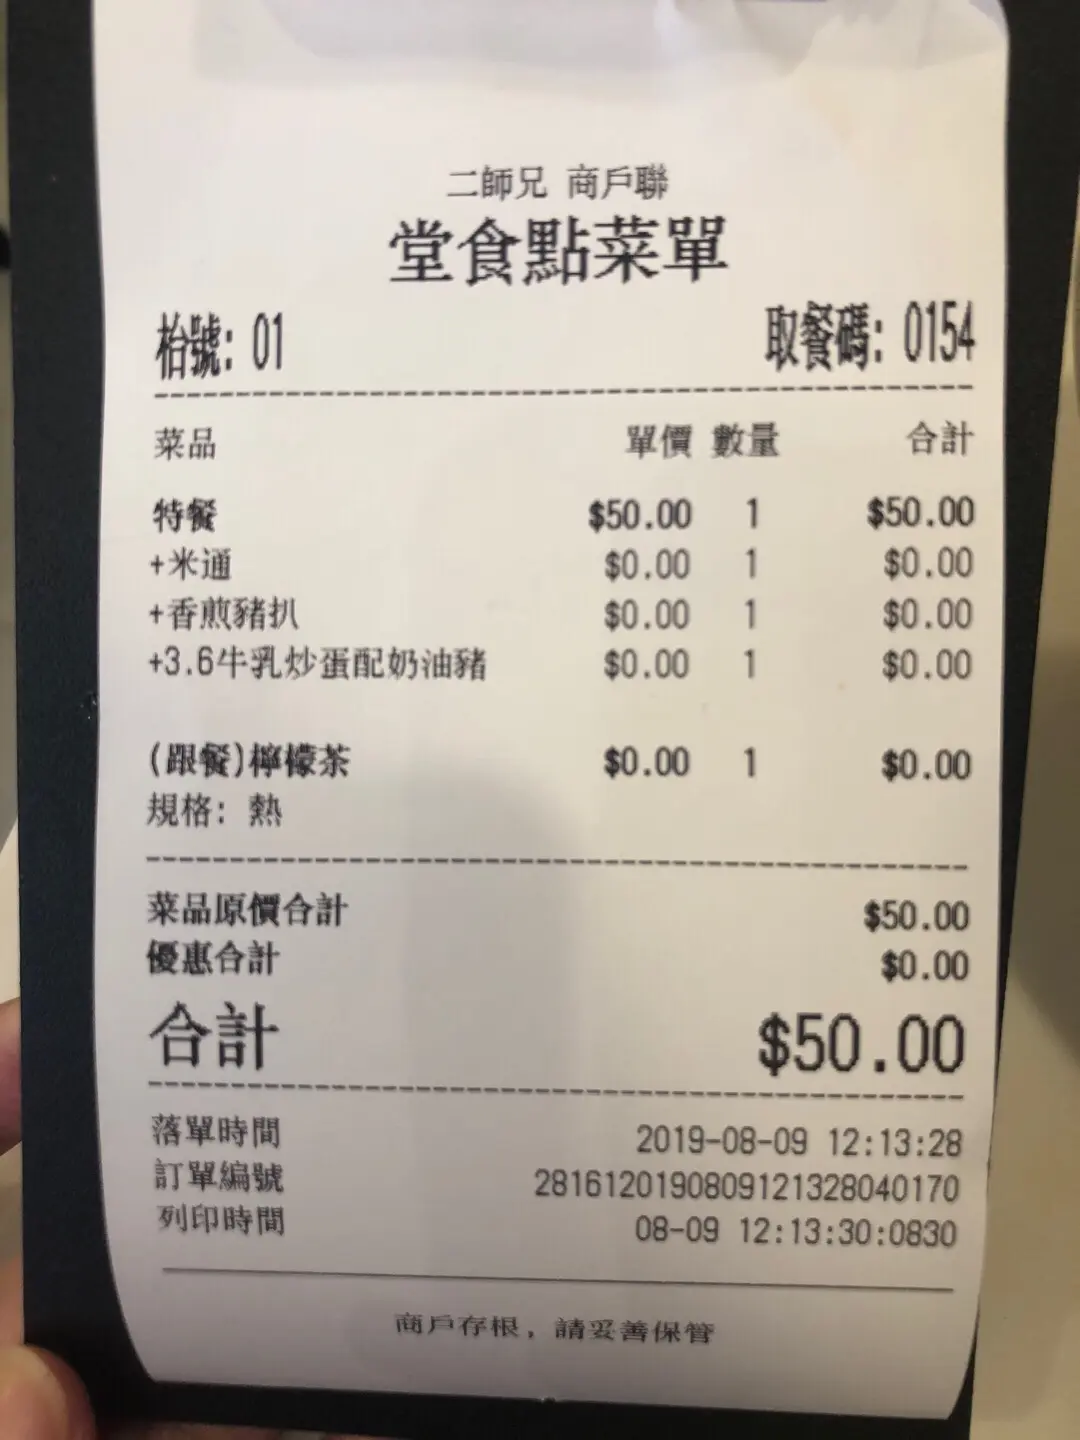 二師兄 商戶聯
堂食點菜單
枱號: 01 取餐碼: 0154
菜品 單價 數量 合計
特餐 $50.00 1 $50.00
+米通 $0.00 1 $0.00
+香煎豬扒 $0.00 1 $0.00
+3.6牛乳炒蛋配奶油豬 $0.00 1 $0.00
(跟餐)檸檬茶 $0.00 1 $0.00
規格: 熱
菜品原價合計 $50.00
優惠合計 $0.00
合計 $50.00
落單時間 2019-08-09 12:13:28
訂單編號 2816120190809121328040170
列印時間 08-09 12:13:30:0830
商戶存根, 請妥善保管